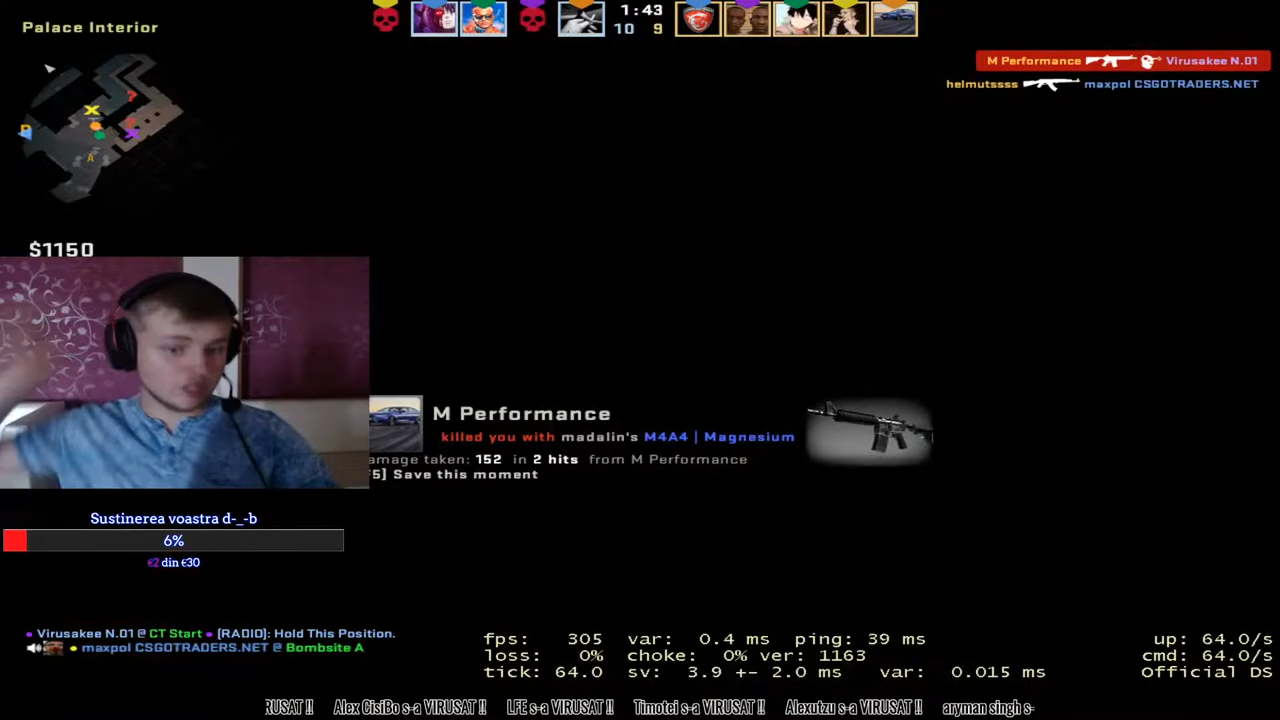 Palace Interior
1:43
10 9
M Performance Virusakee N.01
helmutssss maxpol CSGOTRADERS.NET
A
$1150
M Performance
killed you with madalin's M4A4 | Magnesium
amage taken: 152 in 2 hits from M Performance
5] Save this moment
Sustinerea voastra d-_-b
6%
€2 din €30
Virusakee N.01 @ CT Start • [RADIO]: Hold This Position.
maxpol CSGOTRADERS.NET @ Bombsite A
fps: 305 var: 0.4 ms ping: 39 ms up: 64.0/s
loss: 0% choke: 0% ver: 1163 cmd: 64.0/s
tick: 64.0 sv: 3.9 +- 2.0 ms var: 0.015 ms Official DS
RUSAT !! Alex CisiBo s-a VIRUSAT !! LFE s-a VIRUSAT !! Timotei s-a VIRUSAT !! Alexutzu s-a VIRUSAT !! aryman singh s-